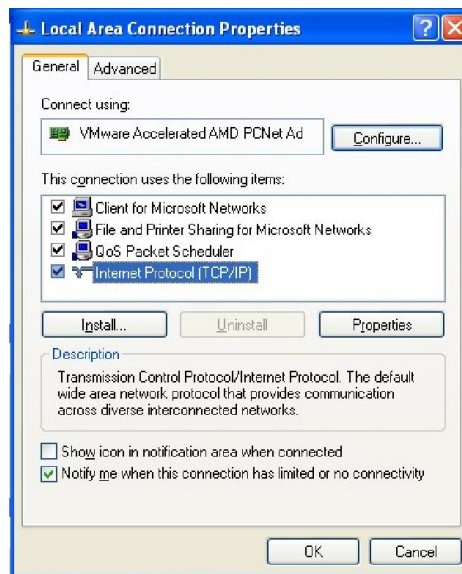 Local Area Connection Properties
General
Advanced
Connect using:
VMware Accelerated AMD PCNet Ad
Configure...
This connection uses the following items:
Client for Microsoft Networks
File and Printer Sharing for Microsoft Networks
QoS Packet Scheduler
Internet Protocol (TCP/IP)
Install...
Uninstall
Properties
Description
Transmission Control Protocol/Internet Protocol. The default
wide area network protocol that provides communication
across diverse interconnected networks.
Show icon in notification area when connected
Notify me when this connection has limited or no connectivity
OK
Cancel